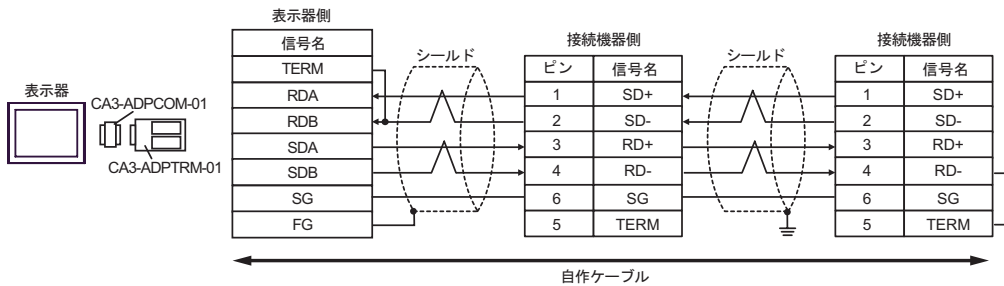 表示器
CA3-ADPCOM-01
CA3-ADPTRM-01
表示器側
信号名
TERM
RDA
RDB
SDA
SDB
SG
FG
シールド
接続機器側
ピン 信号名
1 SD+
2 SD-
3 RD+
4 RD-
6 SG
5 TERM
シールド
接続機器側
ピン 信号名
1 SD+
2 SD-
3 RD+
4 RD-
6 SG
5 TERM
自作ケーブル